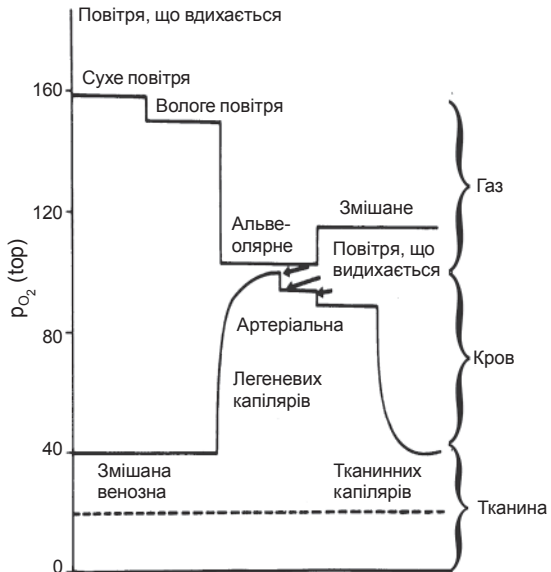 Повітря, що вдихається
Сухе повітря
160
Вологе повітря
Газ
120
Альве-
олярне
Змішане
Повітря, що
видихається
pO2 (top)
Артеріальна
80
Кров
Легеневих
капілярів
40
Змішана
венозна
Тканинних
капілярів
Тканина
0